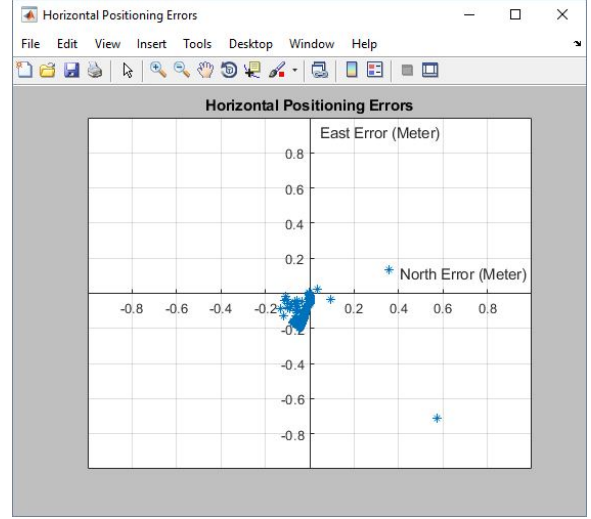 Horizontal Positioning Errors
File Edit View Insert Tools Desktop Window Help
Horizontal Positioning Errors
East Error (Meter)
0.8
0.6
0.4
0.2
North Error (Meter)
-0.8 -0.6 -0.4 -0.2 0.2 0.4 0.6 0.8
-0.2
-0.4
-0.6
-0.8